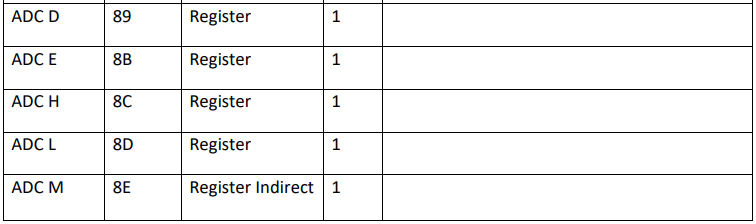 ADC D 89 Register 1
ADC E 8B Register 1
ADC H 8C Register 1
ADC L 8D Register 1
ADC M 8E Register Indirect 1